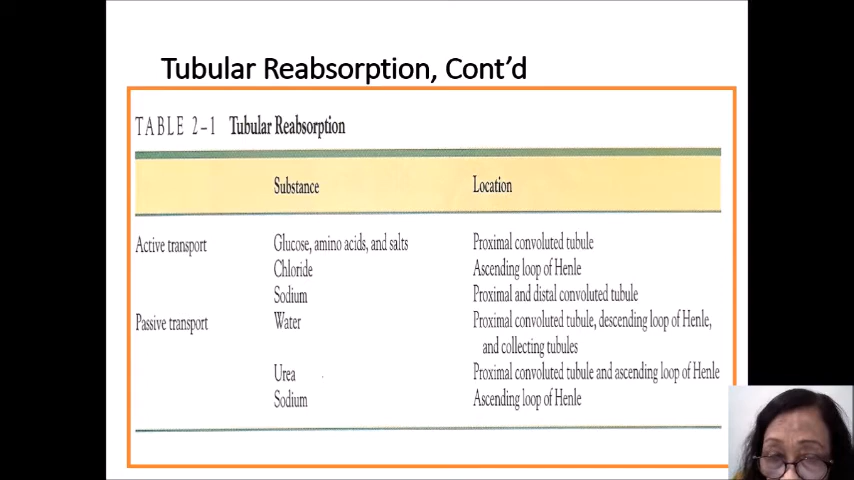 Tubular Reabsorption, Cont’d
TABLE 2–1 Tubular Reabsorption
Substance Location
Active transport Glucose, amino acids, and salts Proximal convoluted tubule
Chloride Ascending loop of Henle
Sodium Proximal and distal convoluted tubule
Passive transport Water Proximal convoluted tubule, descending loop of Henle,
and collecting tubules
Urea Proximal convoluted tubule and ascending loop of Henle
Sodium Ascending loop of Henle